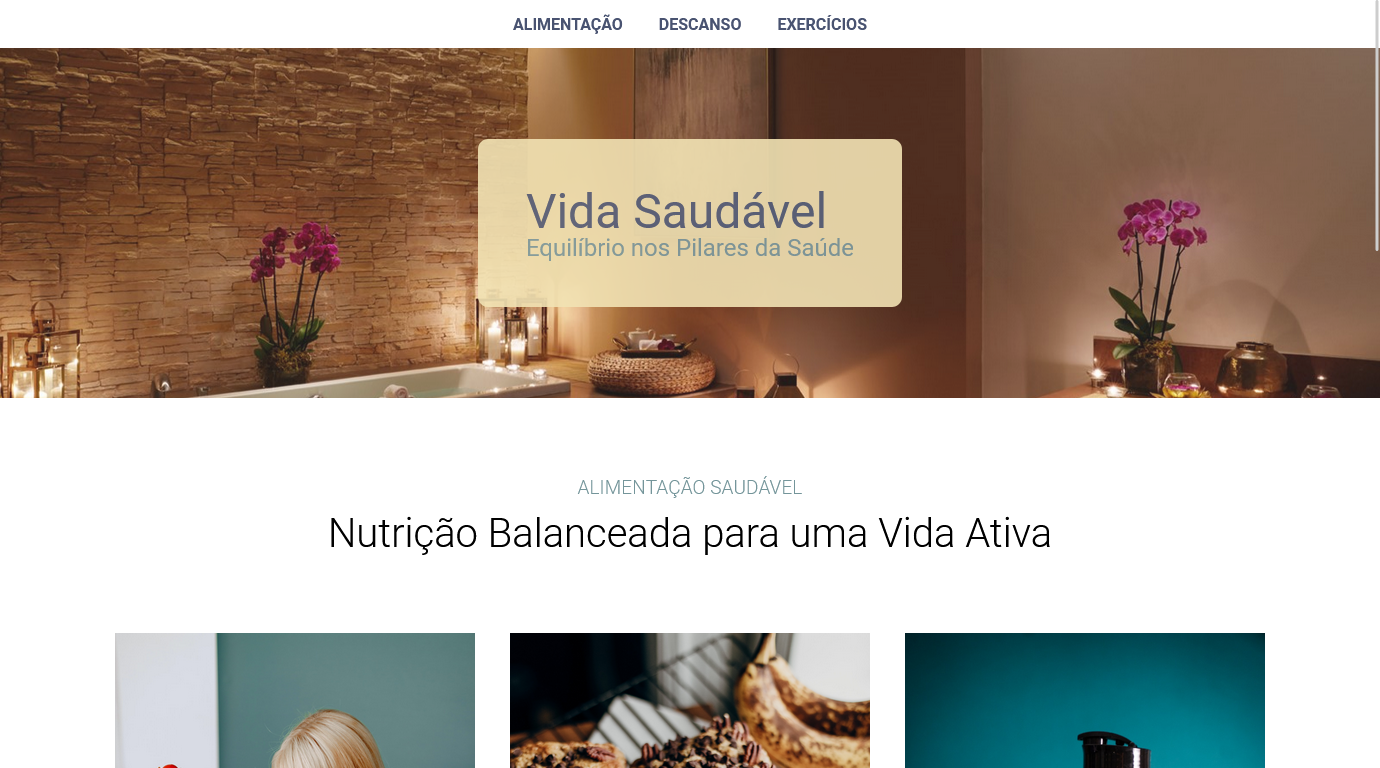 ALIMENTAÇÃO DESCANSO EXERCÍCIOS
Vida Saudável
Equilíbrio nos Pilares da Saúde
ALIMENTAÇÃO SAUDÁVEL
Nutrição Balanceada para uma Vida Ativa